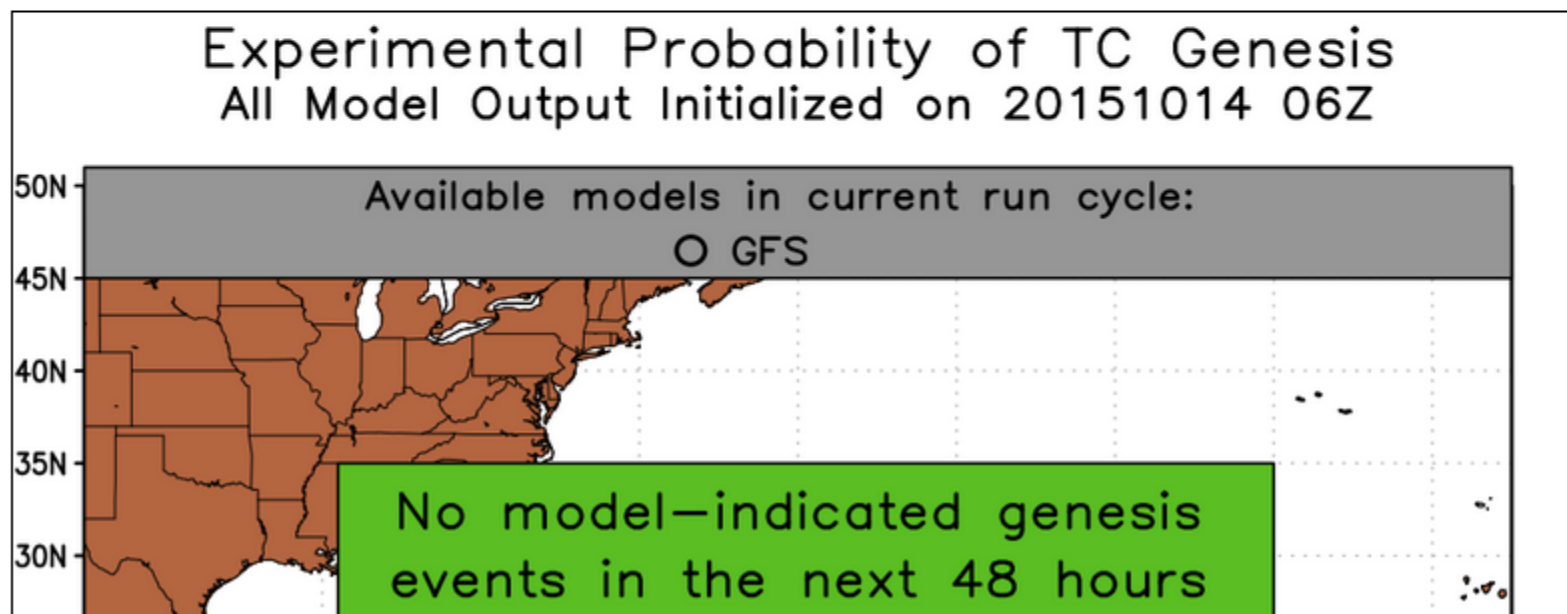 Experimental Probability of TC Genesis
All Model Output Initialized on 20151014 06Z
50N
Available models in current run cycle:
O GFS
45N
40N
35N
No model-indicated genesis
30N
events in the next 48 hours